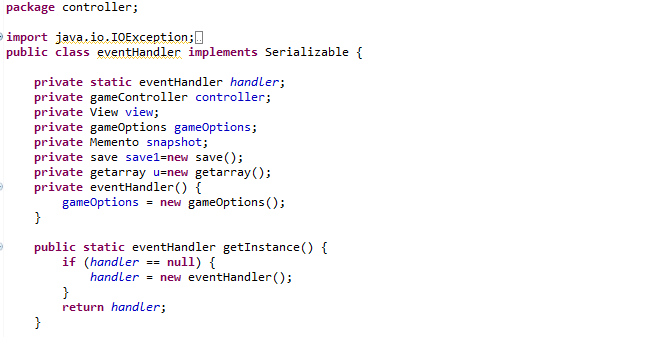 package controller;
import java.io.IOException;
public class eventHandler implements Serializable {
private static eventHandler handler;
private gameController controller;
private View view;
private gameOptions gameOptions;
private Memento snapshot;
private save save1=new save();
private getarray u=new getarray();
private eventHandler() {
gameOptions = new gameOptions();
}
public static eventHandler getInstance() {
if (handler == null) {
handler = new eventHandler();
}
return handler;
}